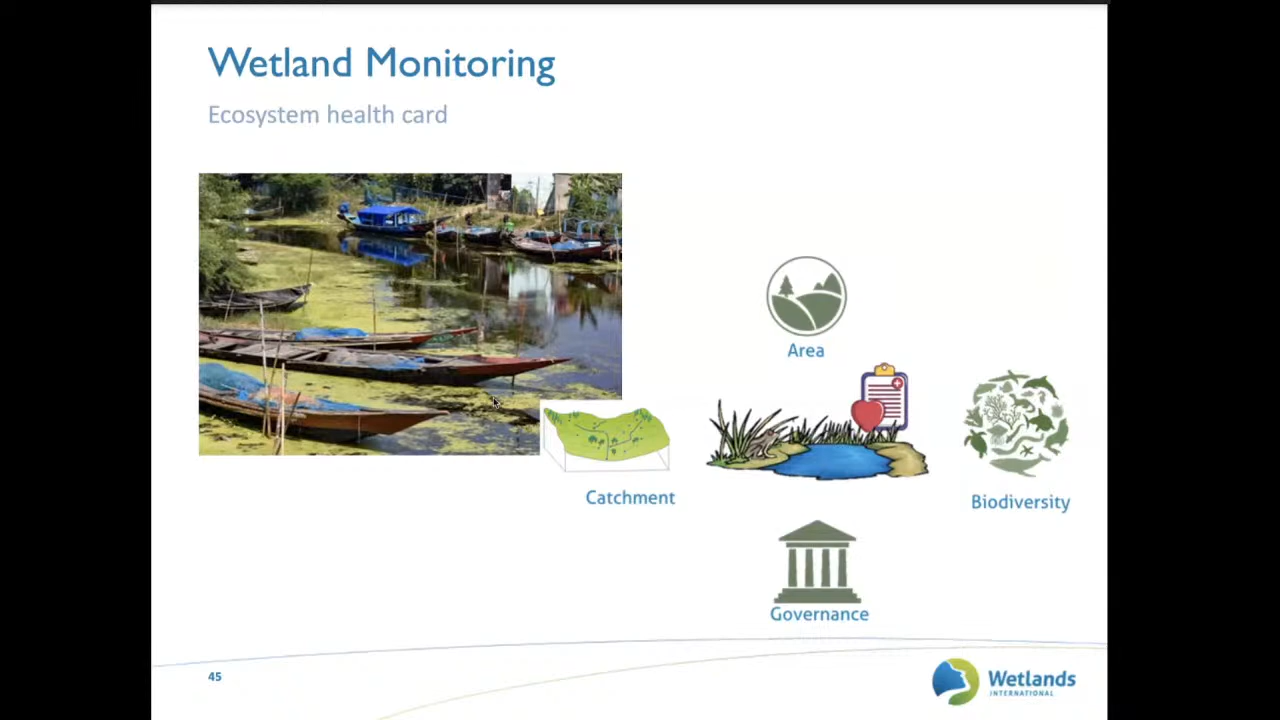 Wetland Monitoring
Ecosystem health card
Area
Catchment
Biodiversity
Governance
45
Wetlands
INTERNATIONAL